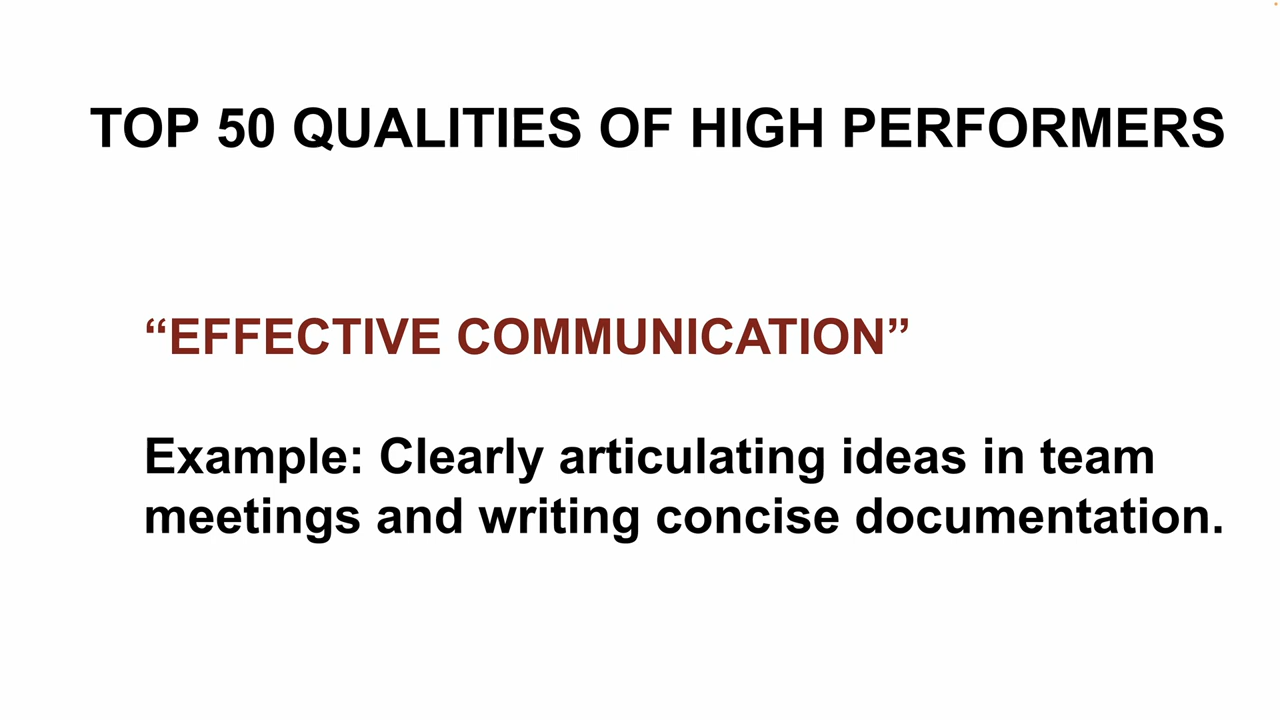 TOP 50 QUALITIES OF HIGH PERFORMERS
“EFFECTIVE COMMUNICATION”
Example: Clearly articulating ideas in team
meetings and writing concise documentation.